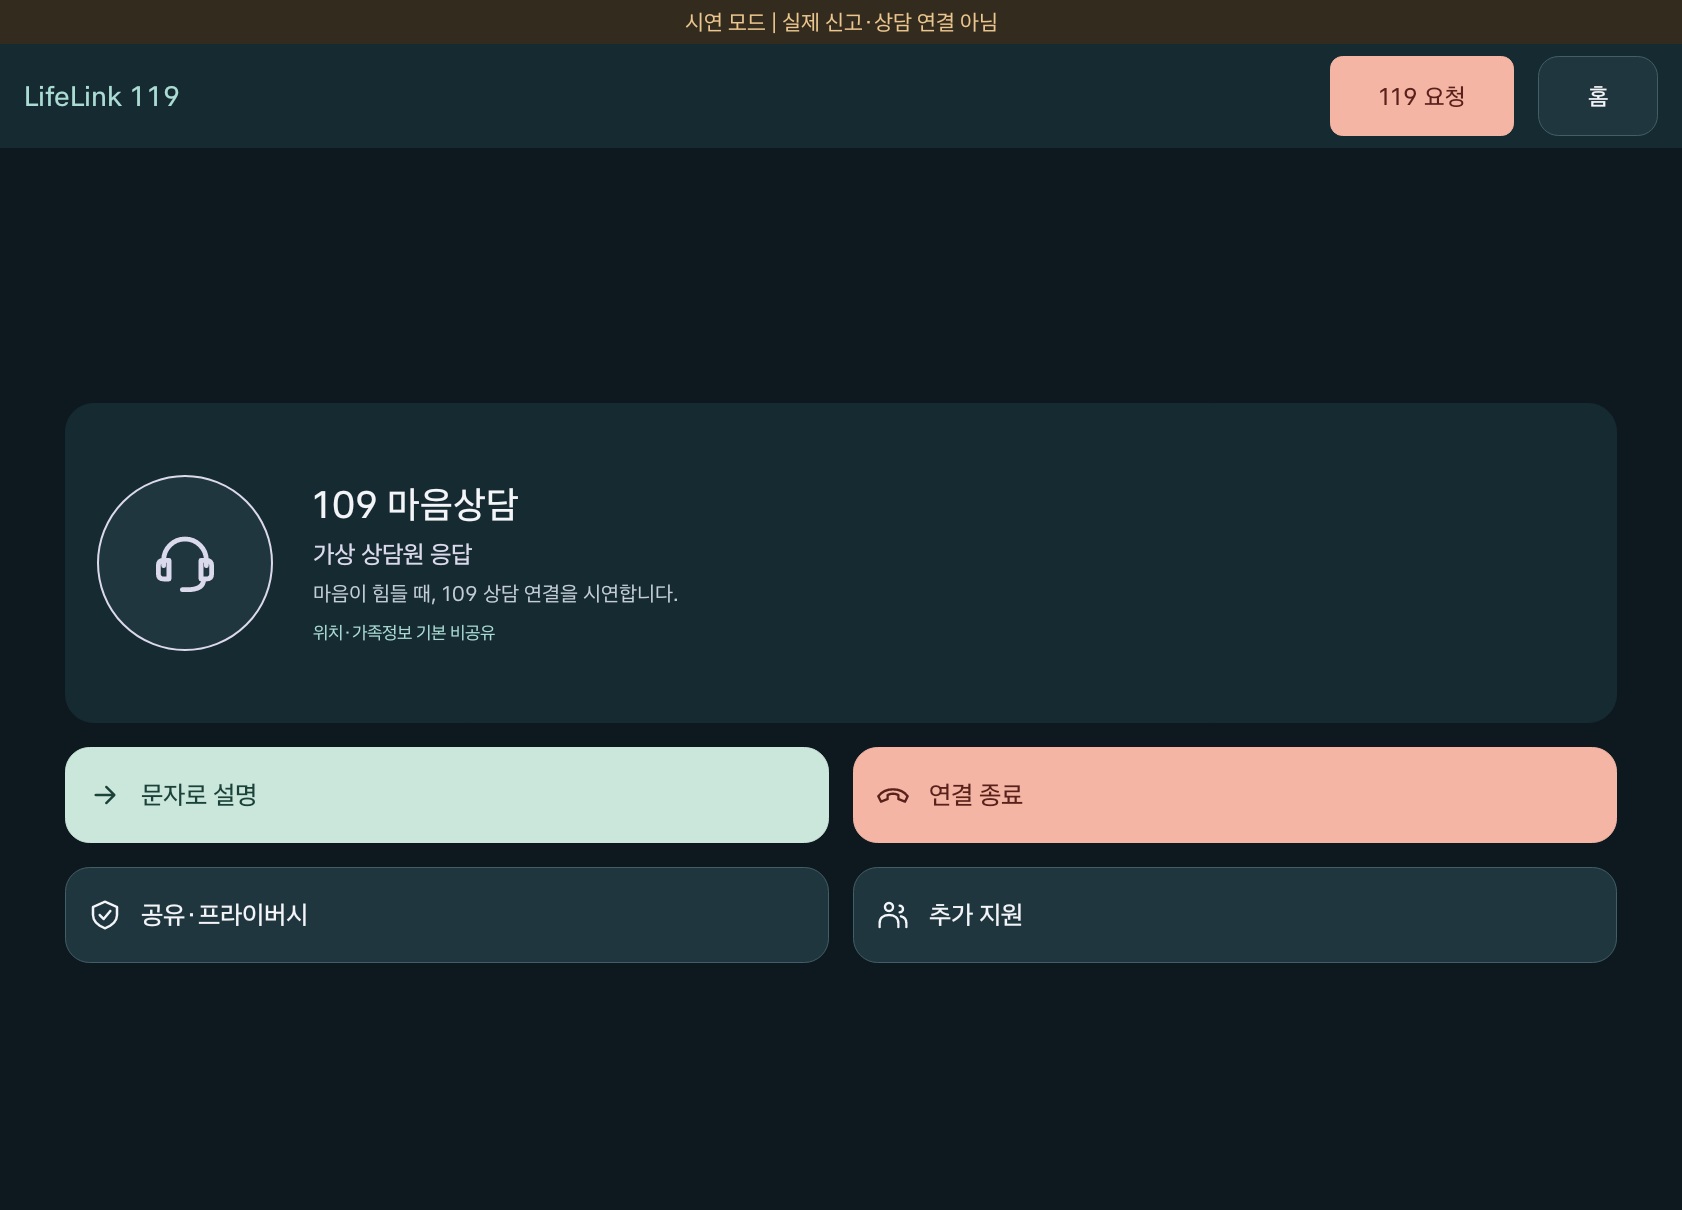 시연 모드 | 실제 신고·상담 연결 아님
LifeLink 119
119 요청
홈
109 마음상담
가상 상담원 응답
마음이 힘들 때, 109 상담 연결을 시연합니다.
위치·가족정보 기본 비공유
문자로 설명
연결 종료
공유·프라이버시
추가 지원